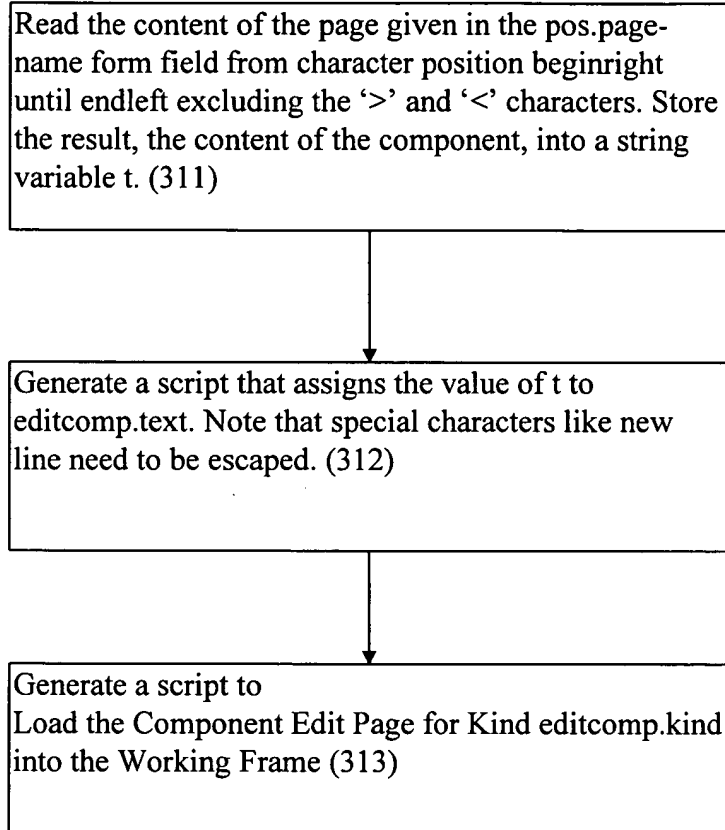 Read the content of the page given in the pos.page-
name form field from character position beginright
until endleft excluding the ‘>’ and ‘<’ characters. Store
the result, the content of the component, into a string
variable t. (311)
Generate a script that assigns the value of t to
editcomp.text. Note that special characters like new
line need to be escaped. (312)
Generate a script to
Load the Component Edit Page for Kind editcomp.kind
into the Working Frame (313)